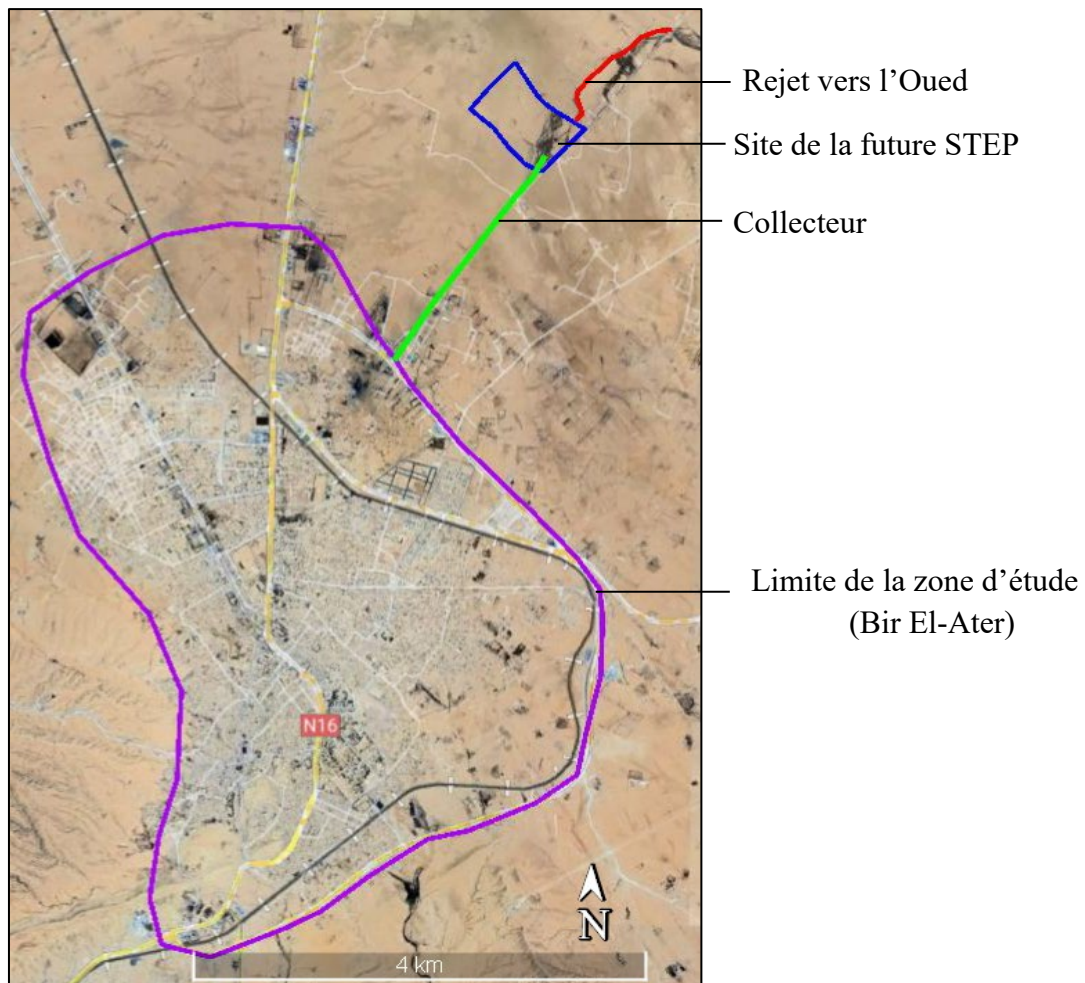 Rejet vers l’Oued
Site de la future STEP
Collecteur
Limite de la zone d’étude
(Bir El-Ater)
N16
N
4 km